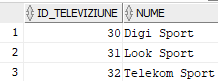 ID_TELEVIZIUNE NUME
1 30 Digi Sport
2 31 Look Sport
3 32 Telekom Sport